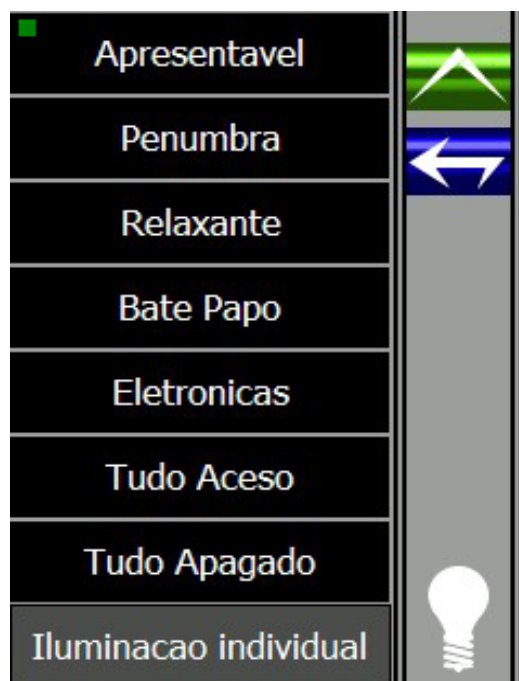 Apresentavel
Penumbra
Relaxante
Bate Papo
Eletronicas
Tudo Aceso
Tudo Apagado
Iluminacao individual